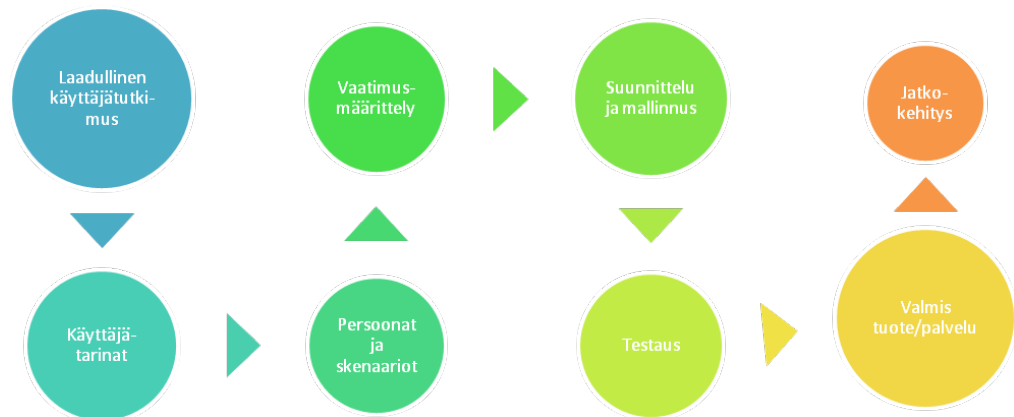 Laadullinen
käyttäjätutki-
mus
Käyttäjä-
tarinat
Persoonat
ja
skenaariot
Vaatimus-
määrittely
Suunnittelu
ja mallinnus
Testaus
Valmis
tuote/palvelu
Jatko-
kehitys